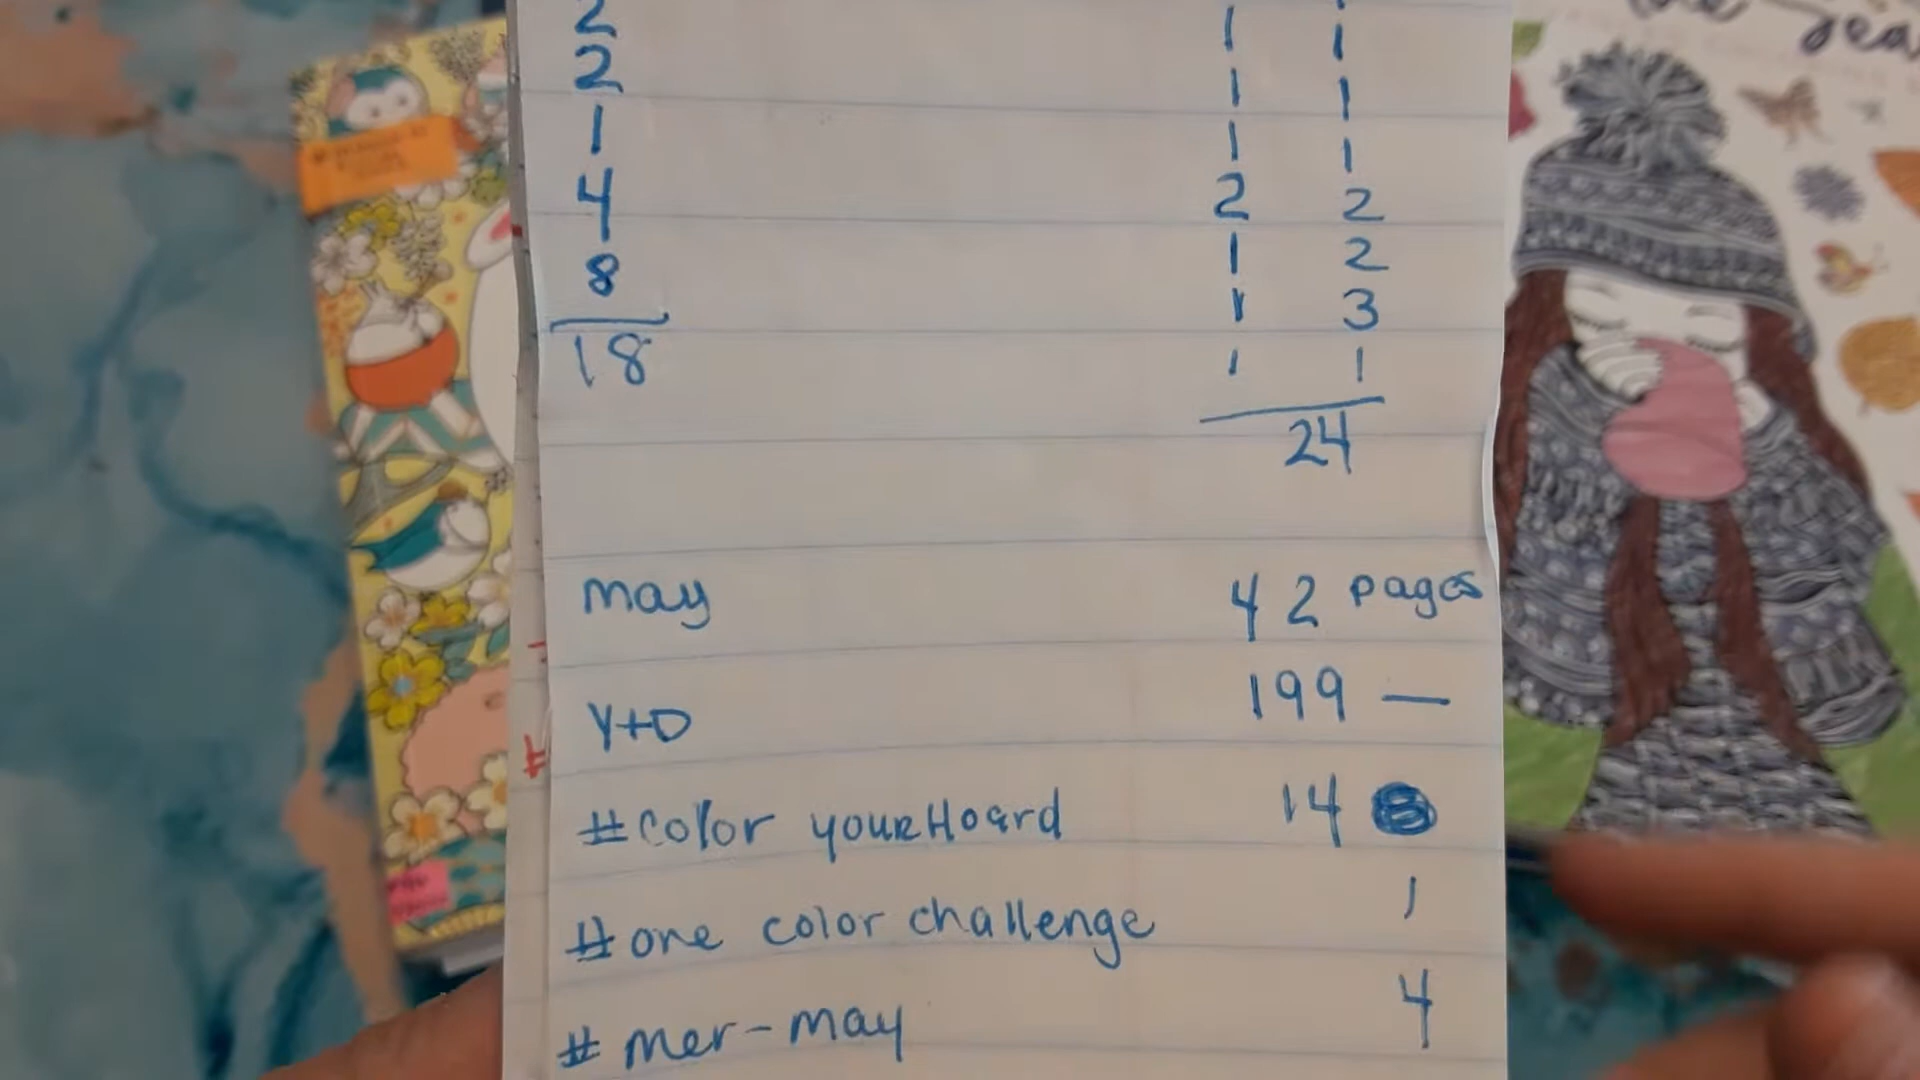 2 1 1
2 1 1
1 1 1
4 2 2
8 1 2
18 1 3
1 1
24
may 42 pages
Y+D 199 —
#color youRHoard 14
#one color challenge 1
# mer-may 4